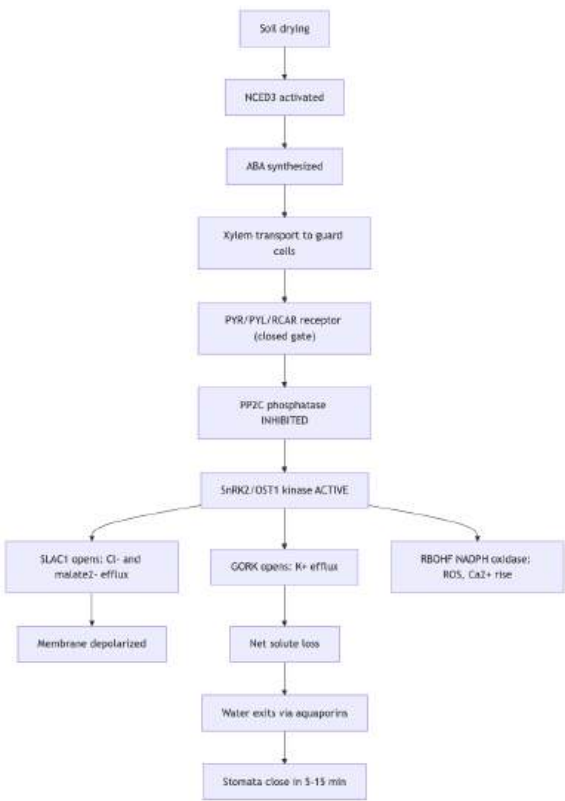 Soil drying
NCED3 activated
ABA synthesized
Xylem transport to guard
cells
PYR/PYL/RCAR receptor
(closed gate)
PP2C phosphatase
INHIBITED
SnRK2/OST1 kinase ACTIVE
SLAC1 opens: Cl- and
malate2- efflux
GORK opens: K+ efflux
RBOHF NADPH oxidase:
ROS, Ca2+ rise
Membrane depolarized
Net solute loss
Water exits via aquaporins
Stomata close in 5-15 min